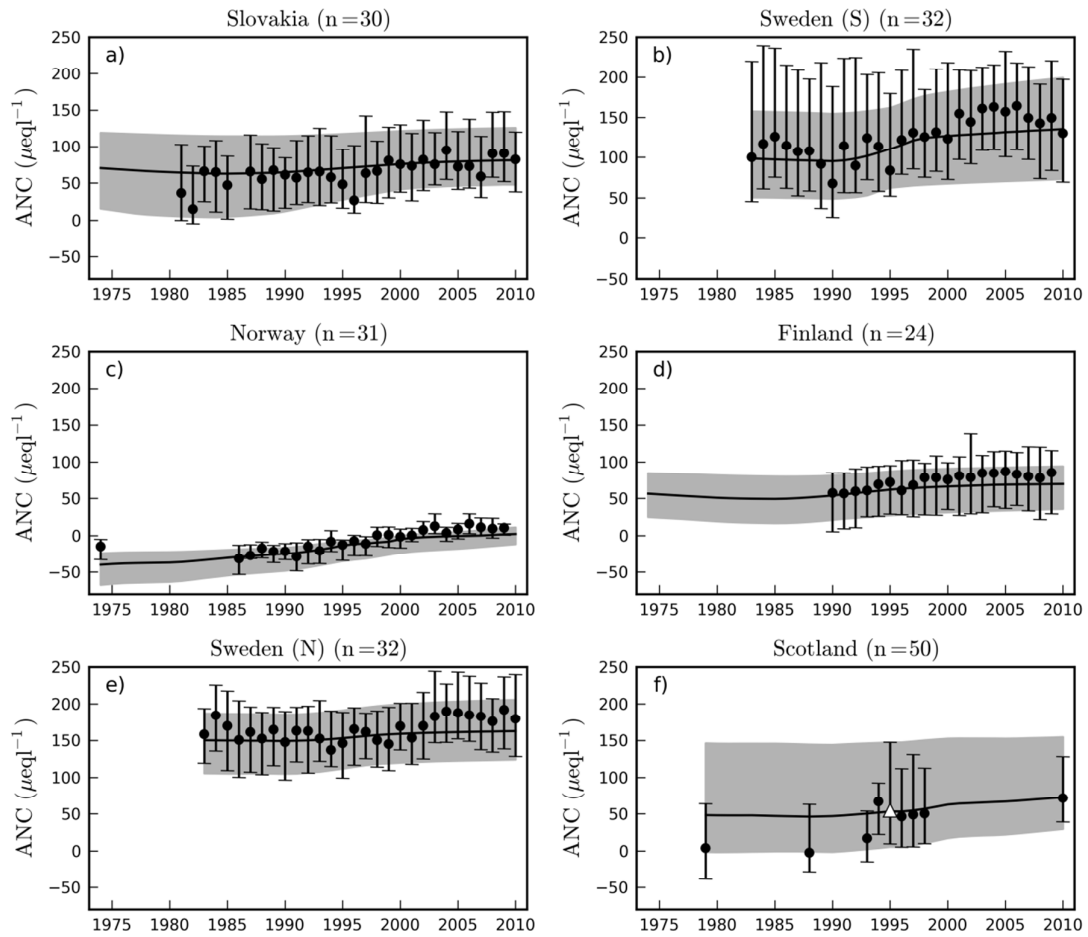 Slovakia (n=30)
a)
ANC (μeql⁻¹)
250
200
150
100
50
0
−50
1975 1980 1985 1990 1995 2000 2005 2010
Sweden (S) (n=32)
b)
ANC (μeql⁻¹)
250
200
150
100
50
0
−50
1975 1980 1985 1990 1995 2000 2005 2010
Norway (n=31)
c)
ANC (μeql⁻¹)
250
200
150
100
50
0
−50
1975 1980 1985 1990 1995 2000 2005 2010
Finland (n=24)
d)
ANC (μeql⁻¹)
250
200
150
100
50
0
−50
1975 1980 1985 1990 1995 2000 2005 2010
Sweden (N) (n=32)
e)
ANC (μeql⁻¹)
250
200
150
100
50
0
−50
1975 1980 1985 1990 1995 2000 2005 2010
Scotland (n=50)
f)
ANC (μeql⁻¹)
250
200
150
100
50
0
−50
1975 1980 1985 1990 1995 2000 2005 2010